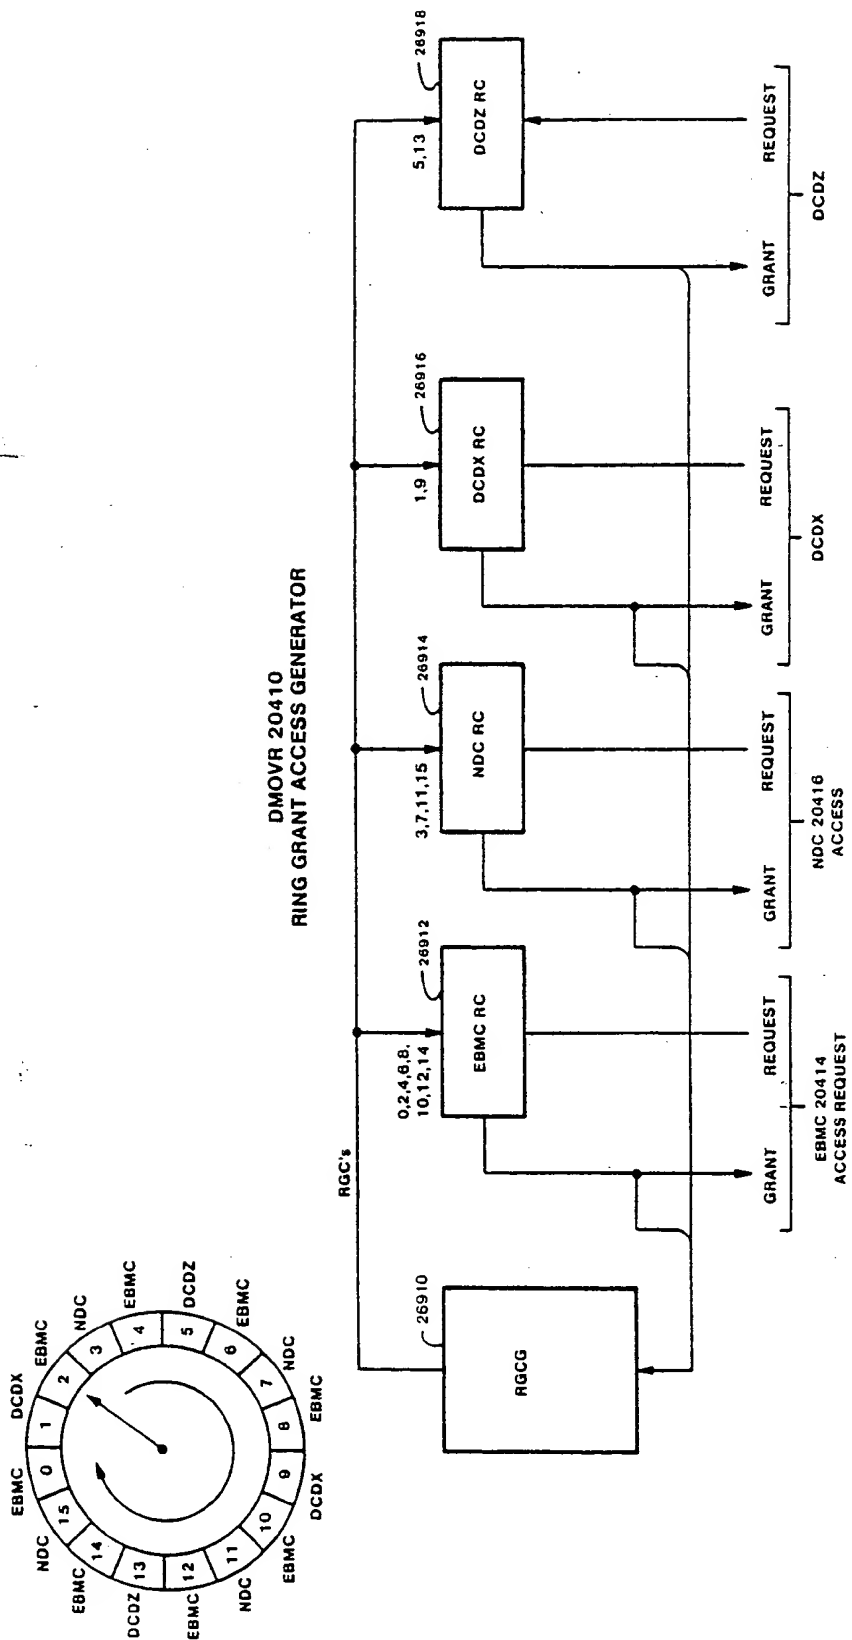 DMOVR 20410
RING GRANT ACCESS GENERATOR
EBMC
DCDX
EBMC
NDC
EBMC
DCDZ
EBMC
NDC
EBMC
DCDX
EBMC
NDC
EBMC
DCDZ
EBMC
NDC
0
1
2
3
4
5
6
7
8
9
10
11
12
13
14
15
RGC's
26910
RGCG
0,2,4,6,8,
10,12,14
26912
EBMC RC
3,7,11,15
26914
NDC RC
1,9
26916
DCDX RC
5,13
26918
DCDZ RC
GRANT REQUEST
EBMC 20414
ACCESS REQUEST
GRANT REQUEST
NDC 20416
ACCESS
GRANT REQUEST
DCDX
GRANT REQUEST
DCDZ